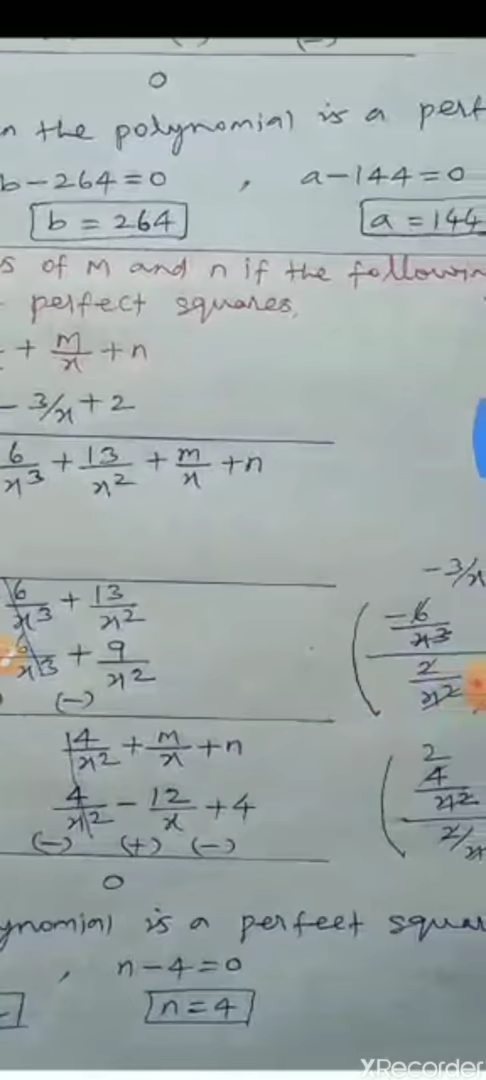 0
n the polynomial is a perf
b-264=0 , a-144=0
b = 264 a = 144
s of m and n if the followin
perfect squares,
+ m/x + n
- 3/x + 2
6/x³ + 13/x² + m/x + n
6/x³ + 13/x²
/x³ + 9/x²
(-)
- 3/x
( -6/x³
2/x²
4/x² + m/x + n
4/x² - 12/x + 4
(-) (+) (-)
( 2 4/x²
2/x
0
ynomial is a perfect squar
, n-4=0
n = 4
XRecorder